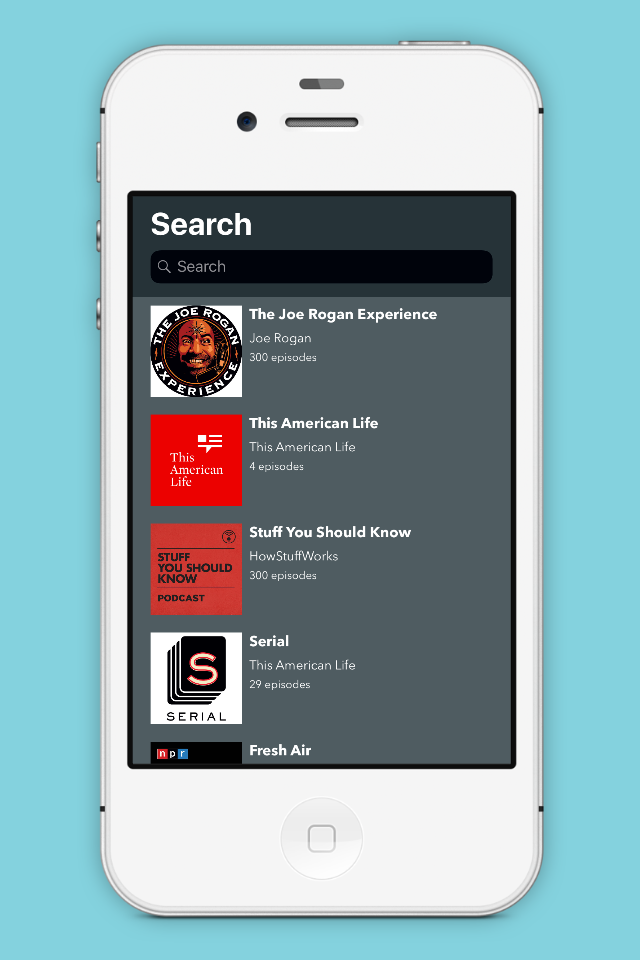 Search
Search
THE JOE ROGAN
EXPERIENCE
The Joe Rogan Experience
Joe Rogan
300 episodes
This
American
Life
This American Life
This American Life
4 episodes
STUFF
YOU SHOULD
KNOW
PODCAST
Stuff You Should Know
HowStuffWorks
300 episodes
S
SERIAL
Serial
This American Life
29 episodes
npr
Fresh Air